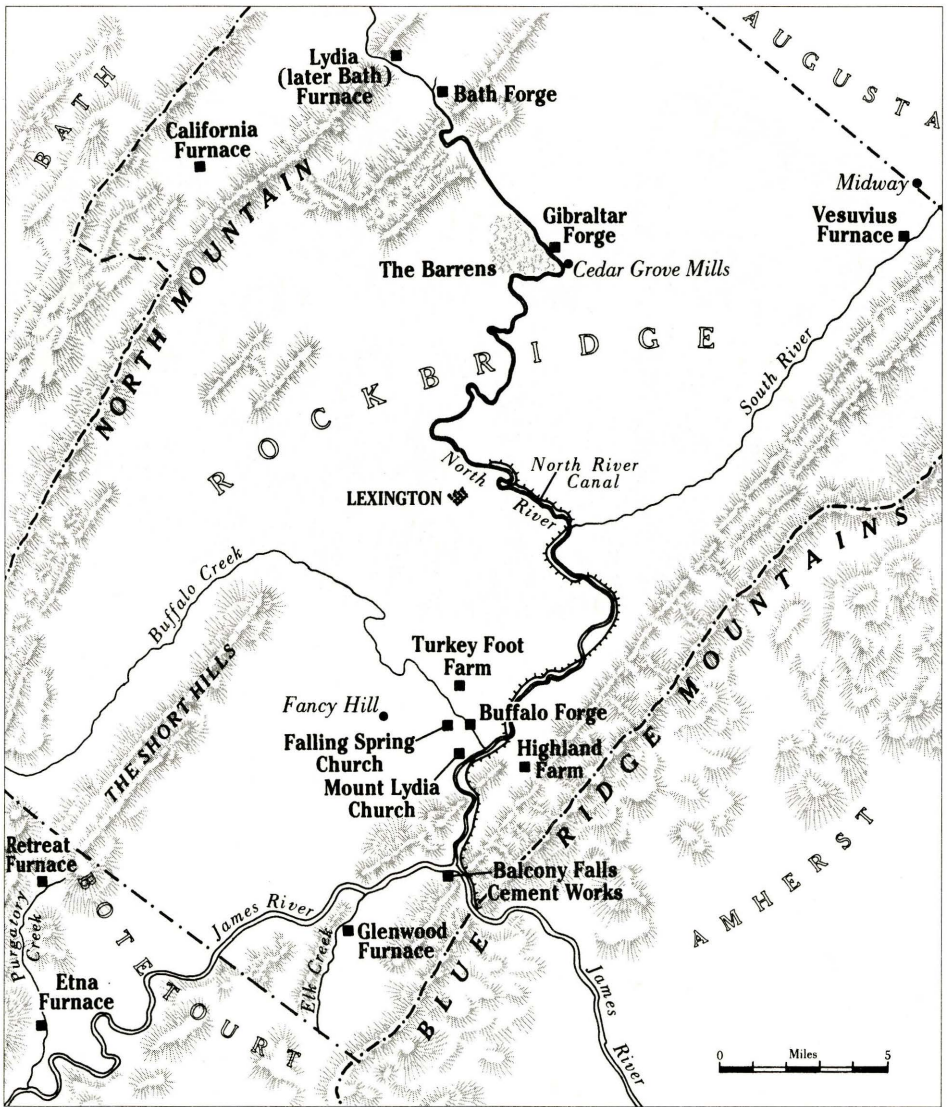 AUGUSTA
BATH
Lydia
(later Bath)
Furnace
Bath Forge
California
Furnace
Midway
Vesuvius
Furnace
Gibraltar
Forge
The Barrens
Cedar Grove Mills
NORTH MOUNTAIN
ROCKBRIDGE
South River
North
River
North River
Canal
LEXINGTON
Buffalo Creek
THE SHORT HILLS
Turkey Foot
Farm
Fancy Hill
Buffalo Forge
Falling Spring
Church
Highland
Farm
Mount Lydia
Church
BLUE RIDGE MOUNTAINS
AMHERST
Retreat
Furnace
BOTETOURT
Purgatory
Creek
James River
Balcony Falls
Cement Works
Glenwood
Furnace
Elk Creek
Etna
Furnace
James
River
0 Miles 5